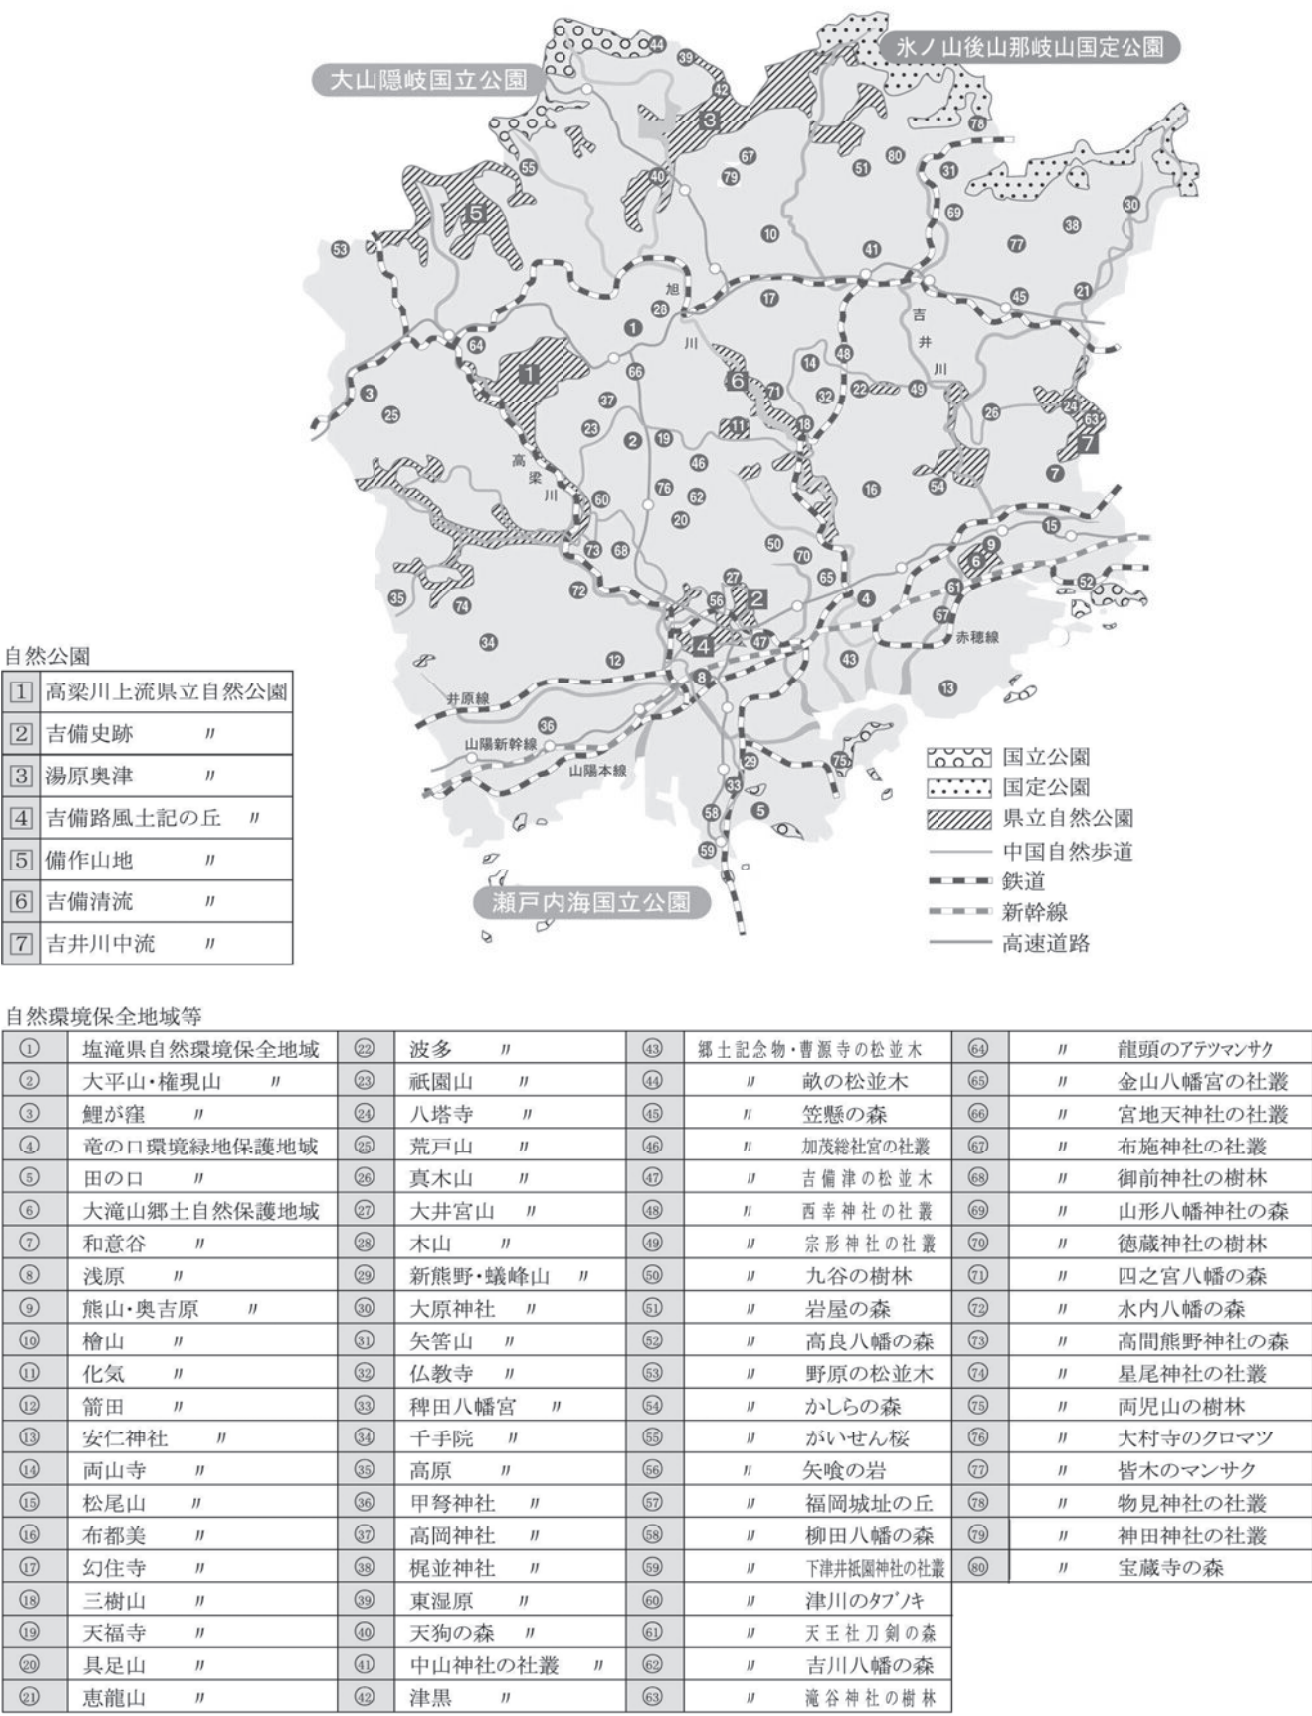 大山隠岐国立公園
氷ノ山後山那岐山国定公園
瀬戸内海国立公園
旭
川
吉
井
川
高
梁
川
赤穂線
井原線
山陽新幹線
山陽本線
国立公園
国定公園
県立自然公園
中国自然歩道
鉄道
新幹線
高速道路
自然公園
1 高梁川上流県立自然公園
2 吉備史跡 〃
3 湯原奥津 〃
4 吉備路風土記の丘 〃
5 備作山地 〃
6 吉備清流 〃
7 吉井川中流 〃
自然環境保全地域等
① 塩滝県自然環境保全地域 ㉒ 波多 〃 ㊸ 郷土記念物・曹源寺の松並木 64 〃 龍頭のアテツマンサク
② 大平山・権現山 〃 ㉓ 祇園山 〃 ㊹ 〃 畝の松並木 65 〃 金山八幡宮の社叢
③ 鯉が窪 〃 ㉔ 八塔寺 〃 ㊺ 〃 笠懸の森 66 〃 宮地天神社の社叢
④ 竜の口環境緑地保護地域 ㉕ 荒戸山 〃 ㊻ 〃 加茂総社宮の社叢 67 〃 布施神社の社叢
⑤ 田の口 〃 ㉖ 真木山 〃 ㊼ 〃 吉備津の松並木 68 〃 御前神社の樹林
⑥ 大滝山郷土自然保護地域 ㉗ 大井宮山 〃 ㊽ 〃 西幸神社の社叢 69 〃 山形八幡神社の森
⑦ 和意谷 〃 ㉘ 木山 〃 ㊾ 〃 宗形神社の社叢 70 〃 徳蔵神社の樹林
⑧ 浅原 〃 ㉙ 新熊野・蟻峰山 〃 ㊿ 〃 九谷の樹林 71 〃 四之宮八幡の森
⑨ 熊山・奥吉原 〃 ㉚ 大原神社 〃 51 〃 岩屋の森 72 〃 水内八幡の森
⑩ 檜山 〃 ㉛ 矢筈山 〃 52 〃 高良八幡の森 73 〃 高間熊野神社の森
⑪ 化気 〃 ㉜ 仏教寺 〃 53 〃 野原の松並木 74 〃 星尾神社の社叢
⑫ 箭田 〃 ㉝ 稗田八幡宮 〃 54 〃 かしらの森 75 〃 両児山の樹林
⑬ 安仁神社 〃 ㉞ 千手院 〃 55 〃 がいせん桜 76 〃 大村寺のクロマツ
⑭ 両山寺 〃 ㉟ 高原 〃 56 〃 矢喰の岩 77 〃 皆木のマンサク
⑮ 松尾山 〃 ㊱ 甲弩神社 〃 57 〃 福岡城址の丘 78 〃 物見神社の社叢
⑯ 布都美 〃 ㊲ 高岡神社 〃 58 〃 柳田八幡の森 79 〃 神田神社の社叢
⑰ 幻住寺 〃 ㊳ 梶並神社 〃 59 〃 下津井祇園神社の社叢 80 〃 宝蔵寺の森
⑱ 三樹山 〃 ㊴ 東湿原 〃 60 〃 津川のタブノキ
⑲ 天福寺 〃 ㊵ 天狗の森 〃 61 〃 天王社刀剣の森
⑳ 具足山 〃 ㊶ 中山神社の社叢 〃 62 〃 吉川八幡の森
㉑ 恵龍山 〃 ㊷ 津黒 〃 63 〃 滝谷神社の樹林